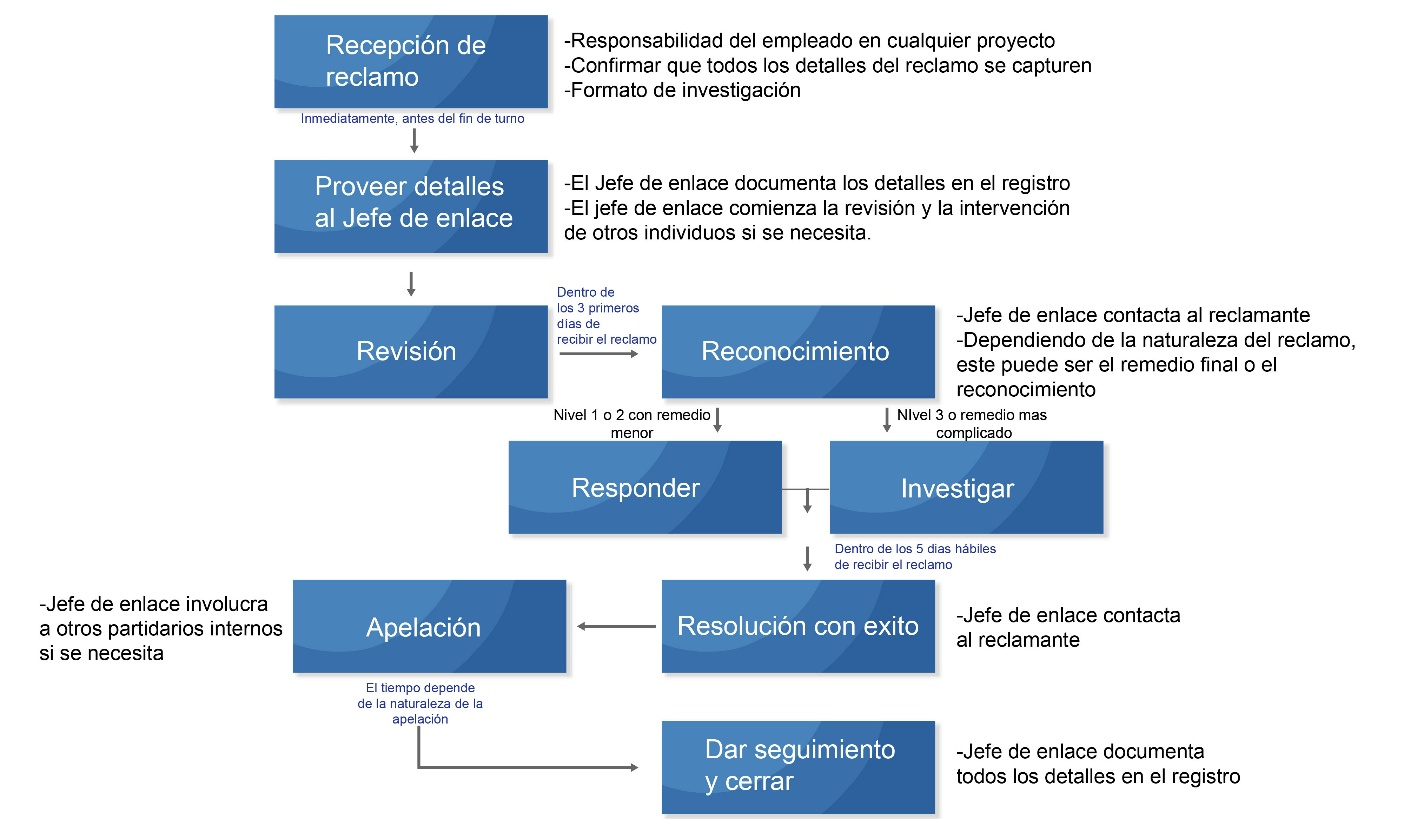 Recepción de
reclamo
-Responsabilidad del empleado en cualquier proyecto
-Confirmar que todos los detalles del reclamo se capturen
-Formato de investigación
Inmediatamente, antes del fin de turno
Proveer detalles
al Jefe de enlace
-El Jefe de enlace documenta los detalles en el registro
-El jefe de enlace comienza la revisión y la intervención
de otros individuos si se necesita.
Revisión
Dentro de
los 3 primeros
días de
recibir el reclamo
Reconocimiento
-Jefe de enlace contacta al reclamante
-Dependiendo de la naturaleza del reclamo,
este puede ser el remedio final o el
reconocimiento
Nivel 1 o 2 con remedio
menor
NIvel 3 o remedio mas
complicado
Responder
Investigar
Dentro de los 5 dias hábiles
de recibir el reclamo
-Jefe de enlace involucra
a otros partidarios internos
si se necesita
Apelación
Resolución con exito
-Jefe de enlace contacta
al reclamante
El tiempo depende
de la naturaleza de la
apelación
Dar seguimiento
y cerrar
-Jefe de enlace documenta
todos los detalles en el registro